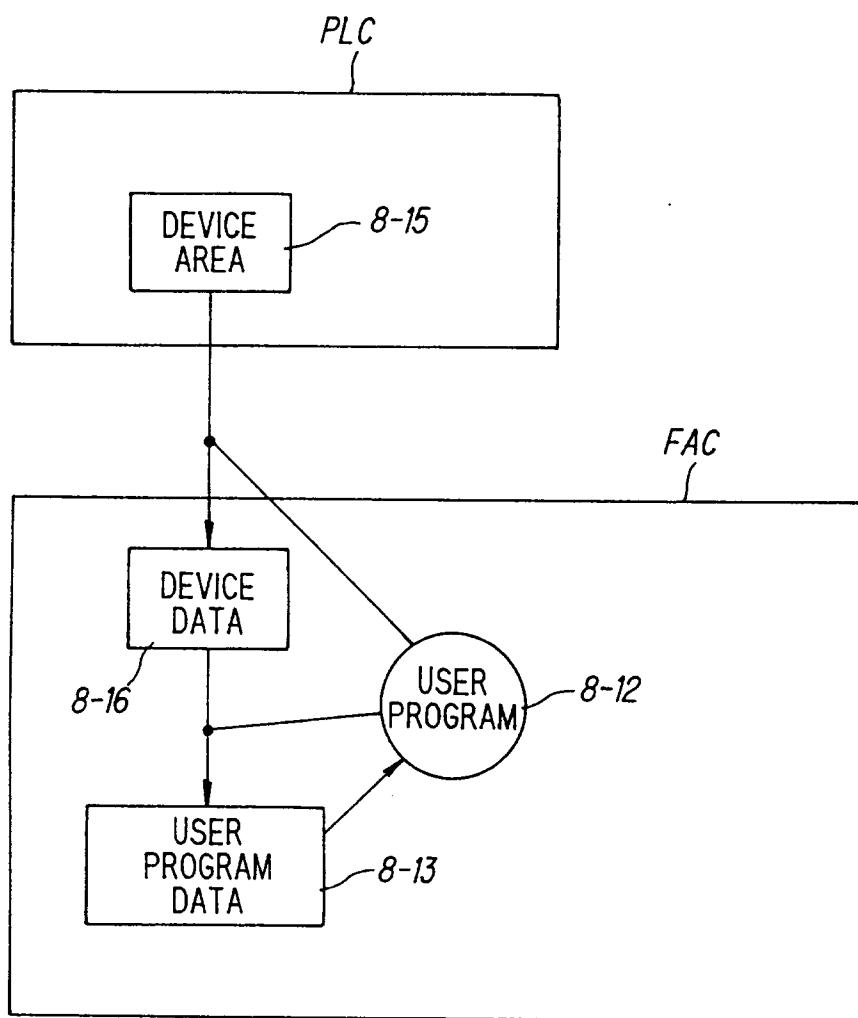 PLC
DEVICE
AREA
8-15
FAC
DEVICE
DATA
8-16
USER
PROGRAM
8-12
USER
PROGRAM
DATA
8-13